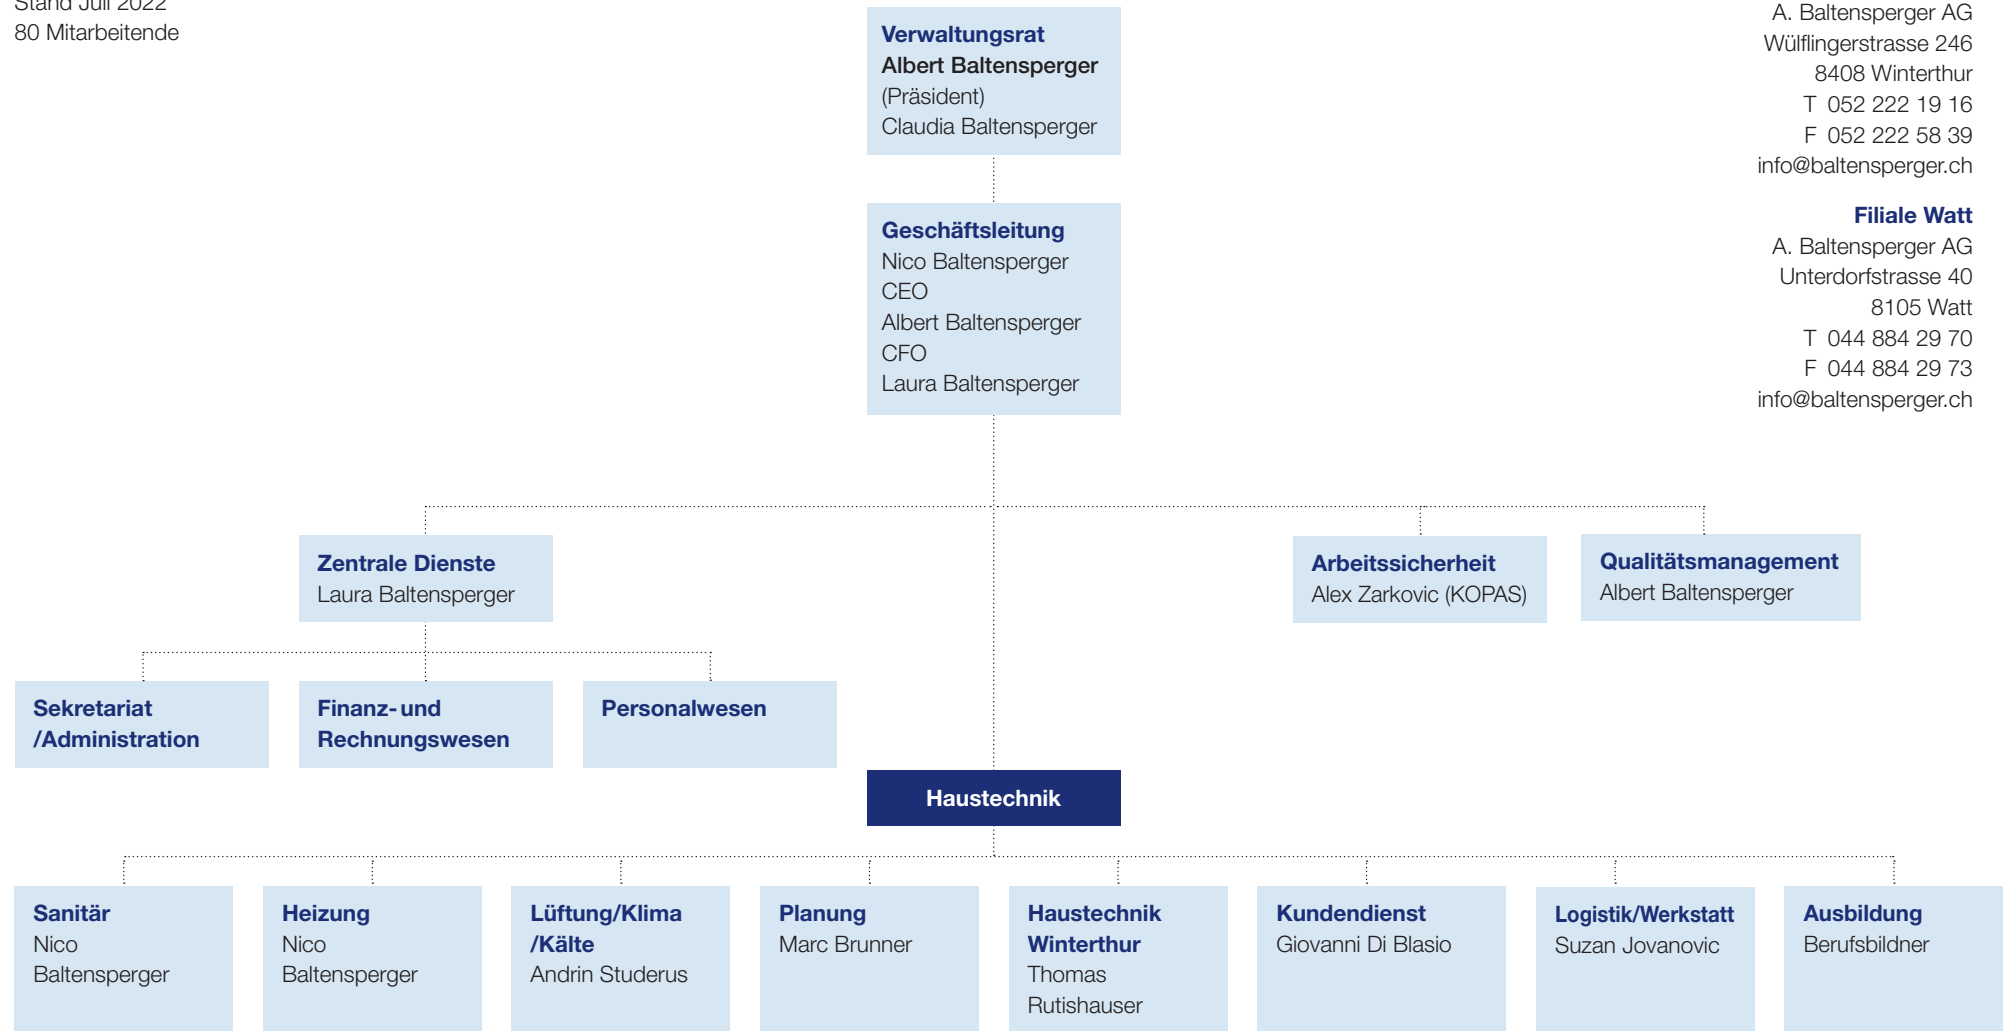 Stand Juli 2022
80 Mitarbeitende
A. Baltensperger AG
Wülflingerstrasse 246
8408 Winterthur
T 052 222 19 16
F 052 222 58 39
info@baltensperger.ch
Filiale Watt
A. Baltensperger AG
Unterdorfstrasse 40
8105 Watt
T 044 884 29 70
F 044 884 29 73
info@baltensperger.ch
Verwaltungsrat
Albert Baltensperger
(Präsident)
Claudia Baltensperger
Geschäftsleitung
Nico Baltensperger
CEO
Albert Baltensperger
CFO
Laura Baltensperger
Zentrale Dienste
Laura Baltensperger
Arbeitssicherheit
Alex Zarkovic (KOPAS)
Qualitätsmanagement
Albert Baltensperger
Sekretariat
/Administration
Finanz- und
Rechnungswesen
Personalwesen
Haustechnik
Sanitär
Nico
Baltensperger
Heizung
Nico
Baltensperger
Lüftung/Klima
/Kälte
Andrin Studerus
Planung
Marc Brunner
Haustechnik
Winterthur
Thomas
Rutishauser
Kundendienst
Giovanni Di Blasio
Logistik/Werkstatt
Suzan Jovanovic
Ausbildung
Berufsbildner